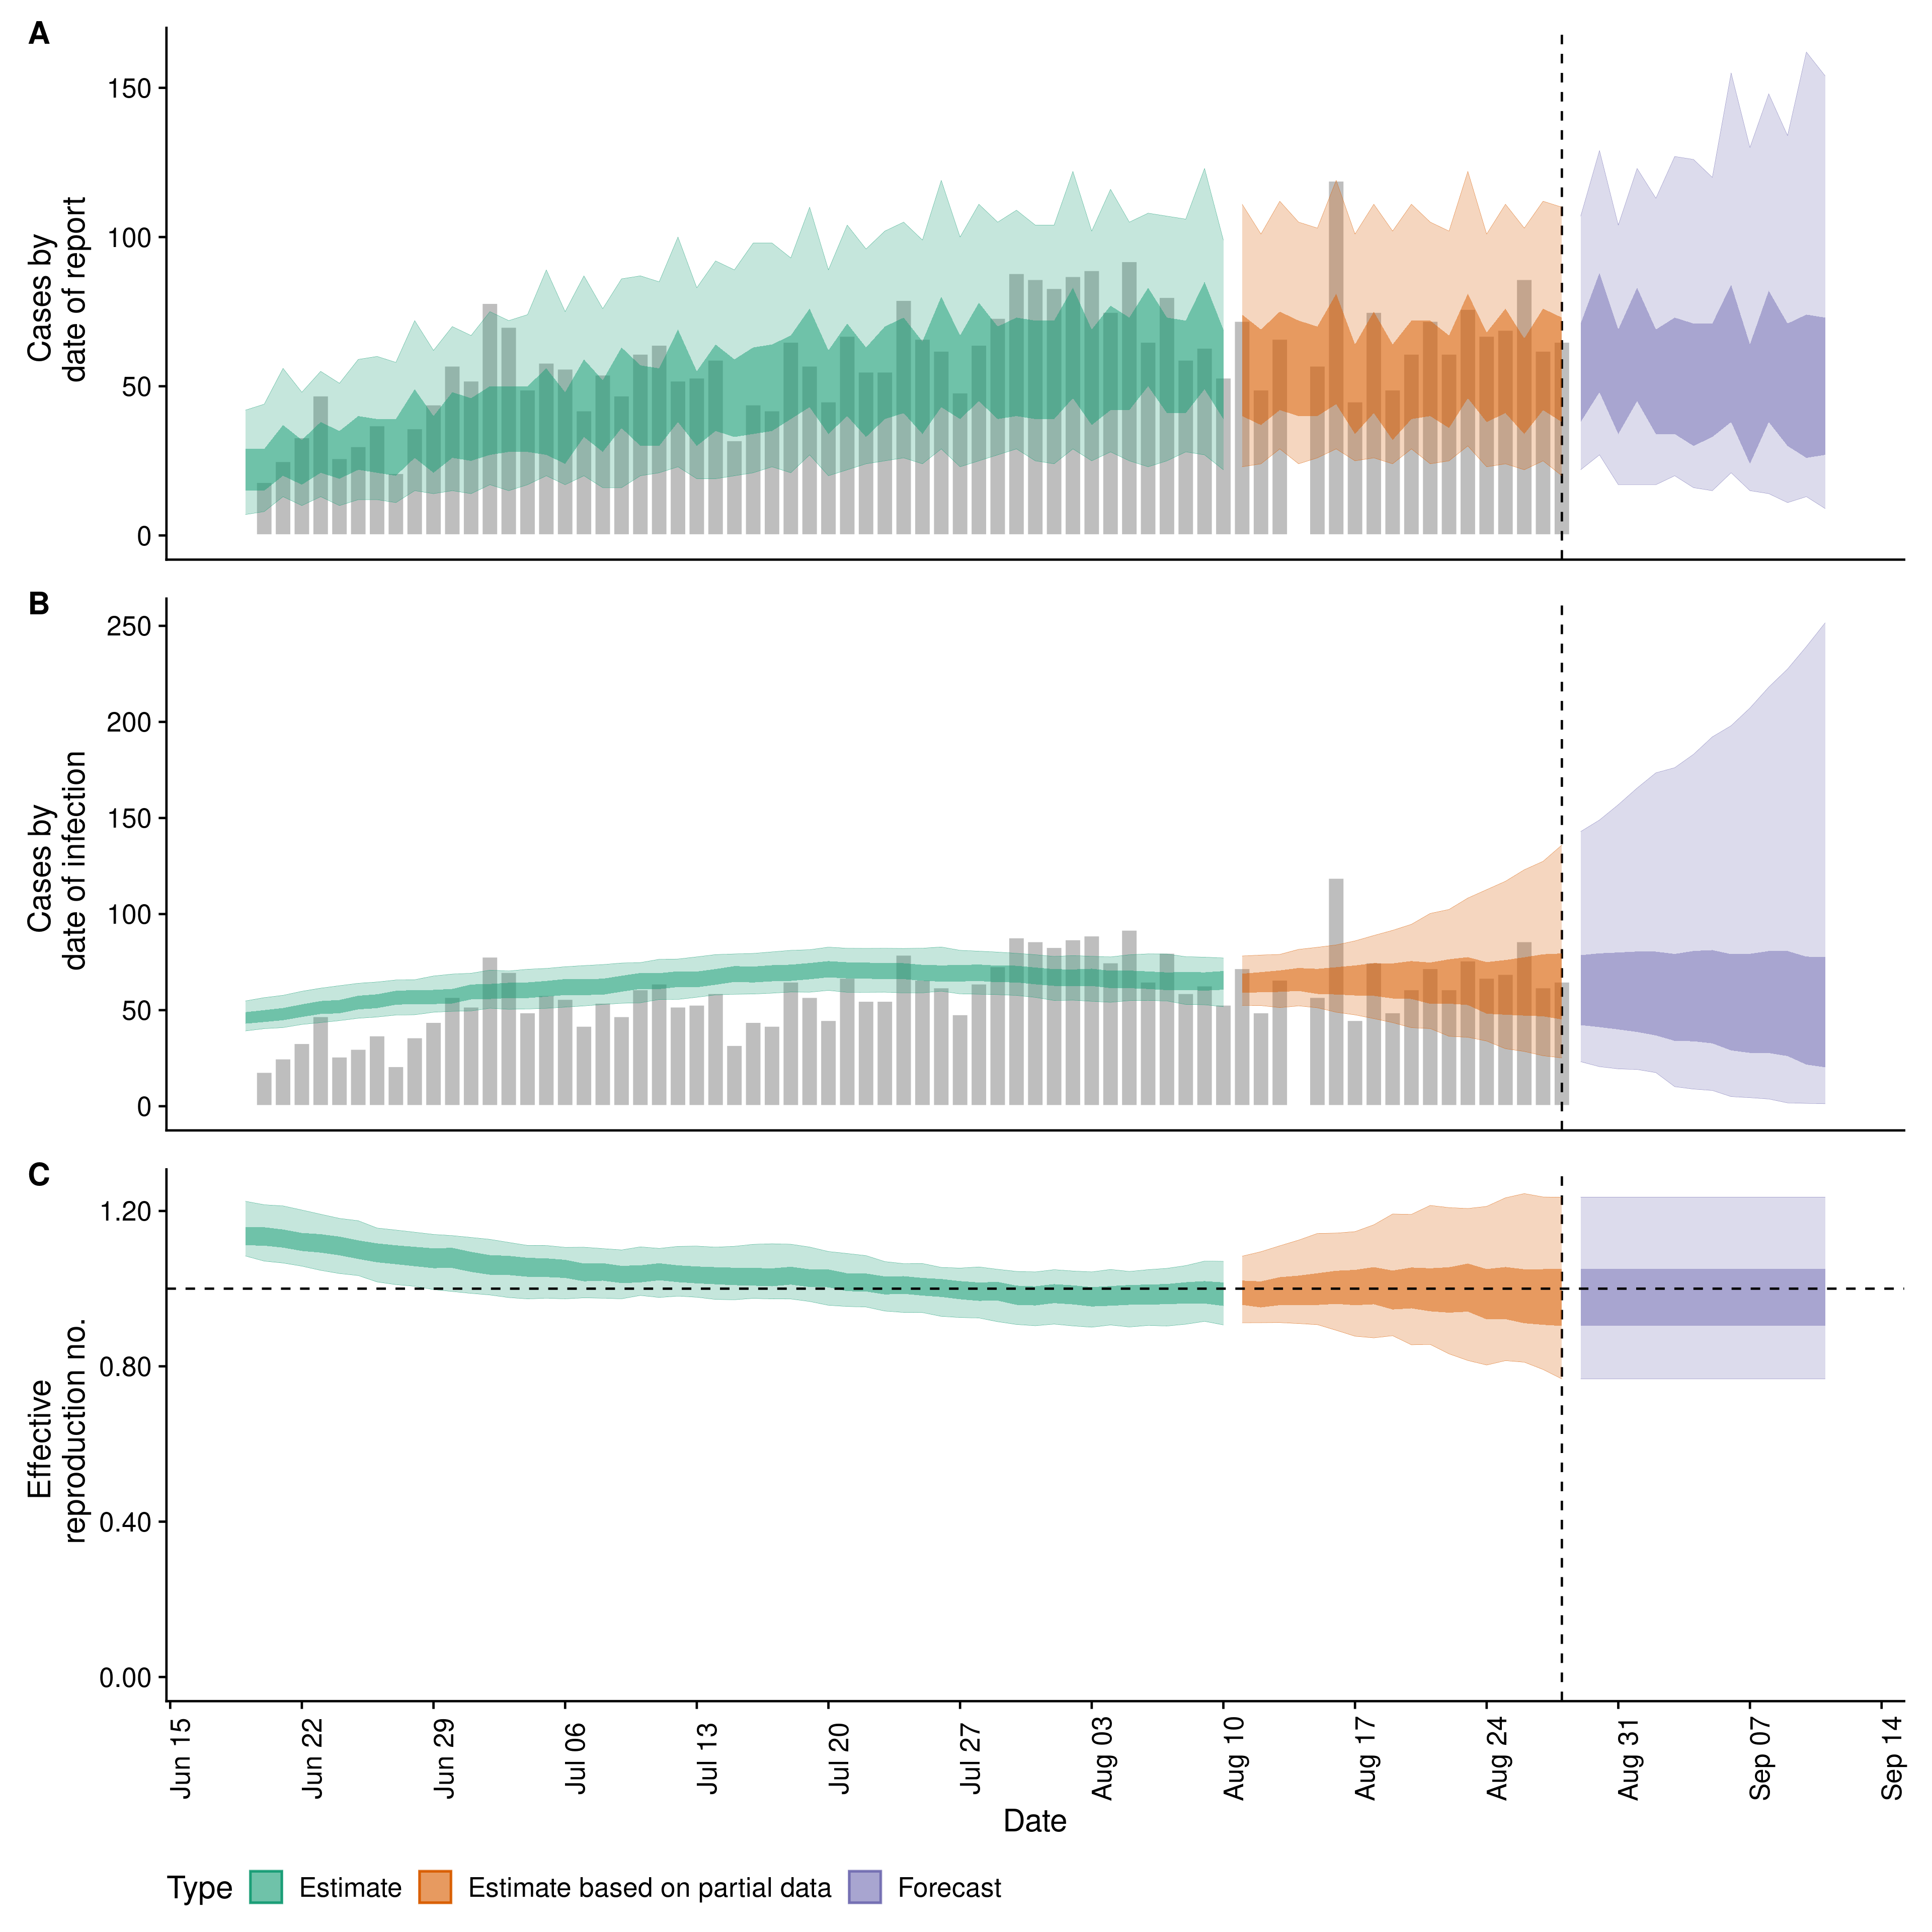 A
Cases by
date of report
150
100
50
0
B
Cases by
date of infection
250
200
150
100
50
0
C
Effective
reproduction no.
1.20
0.80
0.40
0.00
Jun 15
Jun 22
Jun 29
Jul 06
Jul 13
Jul 20
Jul 27
Aug 03
Aug 10
Aug 17
Aug 24
Aug 31
Sep 07
Sep 14
Date
Type Estimate Estimate based on partial data Forecast